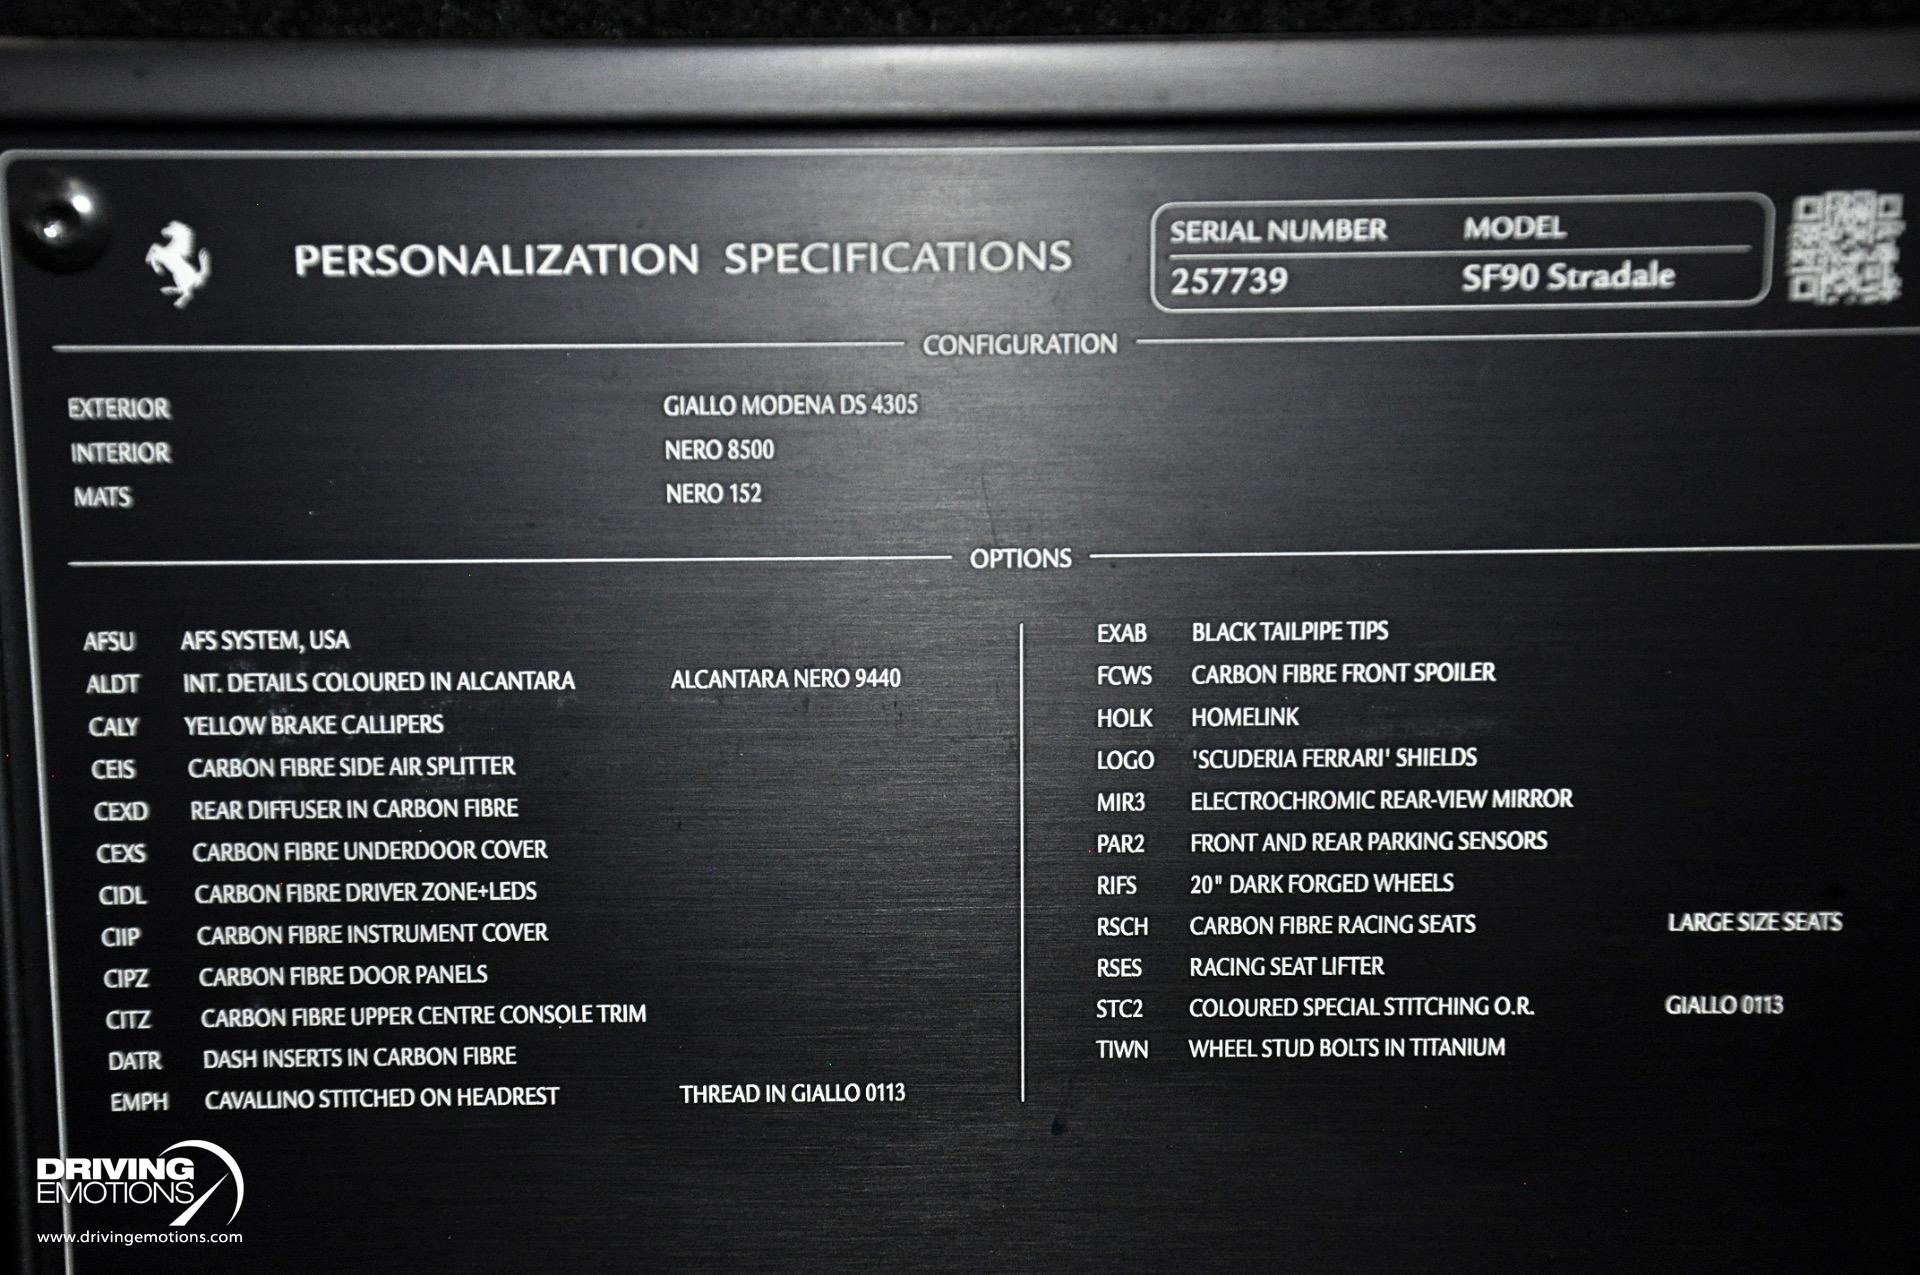 PERSONALIZATION SPECIFICATIONS
SERIAL NUMBER MODEL
257739 SF90 Stradale
CONFIGURATION
EXTERIOR GIALLO MODENA DS 4305
INTERIOR NERO 8500
MATS NERO 152
OPTIONS
AFSU AFS SYSTEM, USA
ALDT INT. DETAILS COLOURED IN ALCANTARA ALCANTARA NERO 9440
CALY YELLOW BRAKE CALLIPERS
CEIS CARBON FIBRE SIDE AIR SPLITTER
CEXD REAR DIFFUSER IN CARBON FIBRE
CEXS CARBON FIBRE UNDERDOOR COVER
CIDL CARBON FIBRE DRIVER ZONE+LEDS
CIIP CARBON FIBRE INSTRUMENT COVER
CIPZ CARBON FIBRE DOOR PANELS
CITZ CARBON FIBRE UPPER CENTRE CONSOLE TRIM
DATR DASH INSERTS IN CARBON FIBRE
EMPH CAVALLINO STITCHED ON HEADREST THREAD IN GIALLO 0113
EXAB BLACK TAILPIPE TIPS
FCWS CARBON FIBRE FRONT SPOILER
HOLK HOMELINK
LOGO 'SCUDERIA FERRARI' SHIELDS
MIR3 ELECTROCHROMIC REAR-VIEW MIRROR
PAR2 FRONT AND REAR PARKING SENSORS
RIFS 20" DARK FORGED WHEELS
RSCH CARBON FIBRE RACING SEATS LARGE SIZE SEATS
RSES RACING SEAT LIFTER
STC2 COLOURED SPECIAL STITCHING O.R. GIALLO 0113
TIWN WHEEL STUD BOLTS IN TITANIUM
DRIVING
EMOTIONS
www.drivingemotions.com